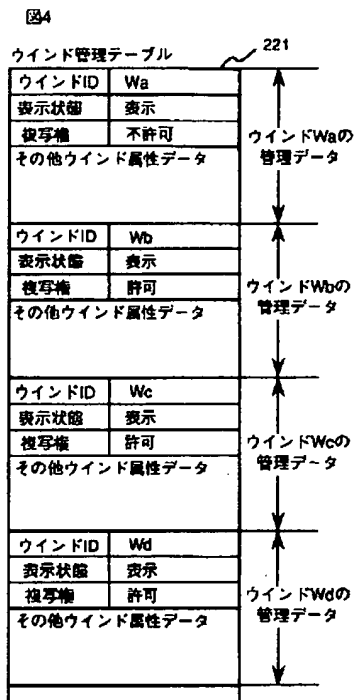 図4
ウインド管理テーブル
221
ウインドID Wa
表示状態 表示
複写権 不許可
その他ウインド属性データ
ウインドWaの
管理データ
ウインドID Wb
表示状態 表示
複写権 許可
その他ウインド属性データ
ウインドWbの
管理データ
ウインドID Wc
表示状態 表示
複写権 許可
その他ウインド属性データ
ウインドWcの
管理データ
ウインドID Wd
表示状態 表示
複写権 許可
その他ウインド属性データ
ウインドWdの
管理データ